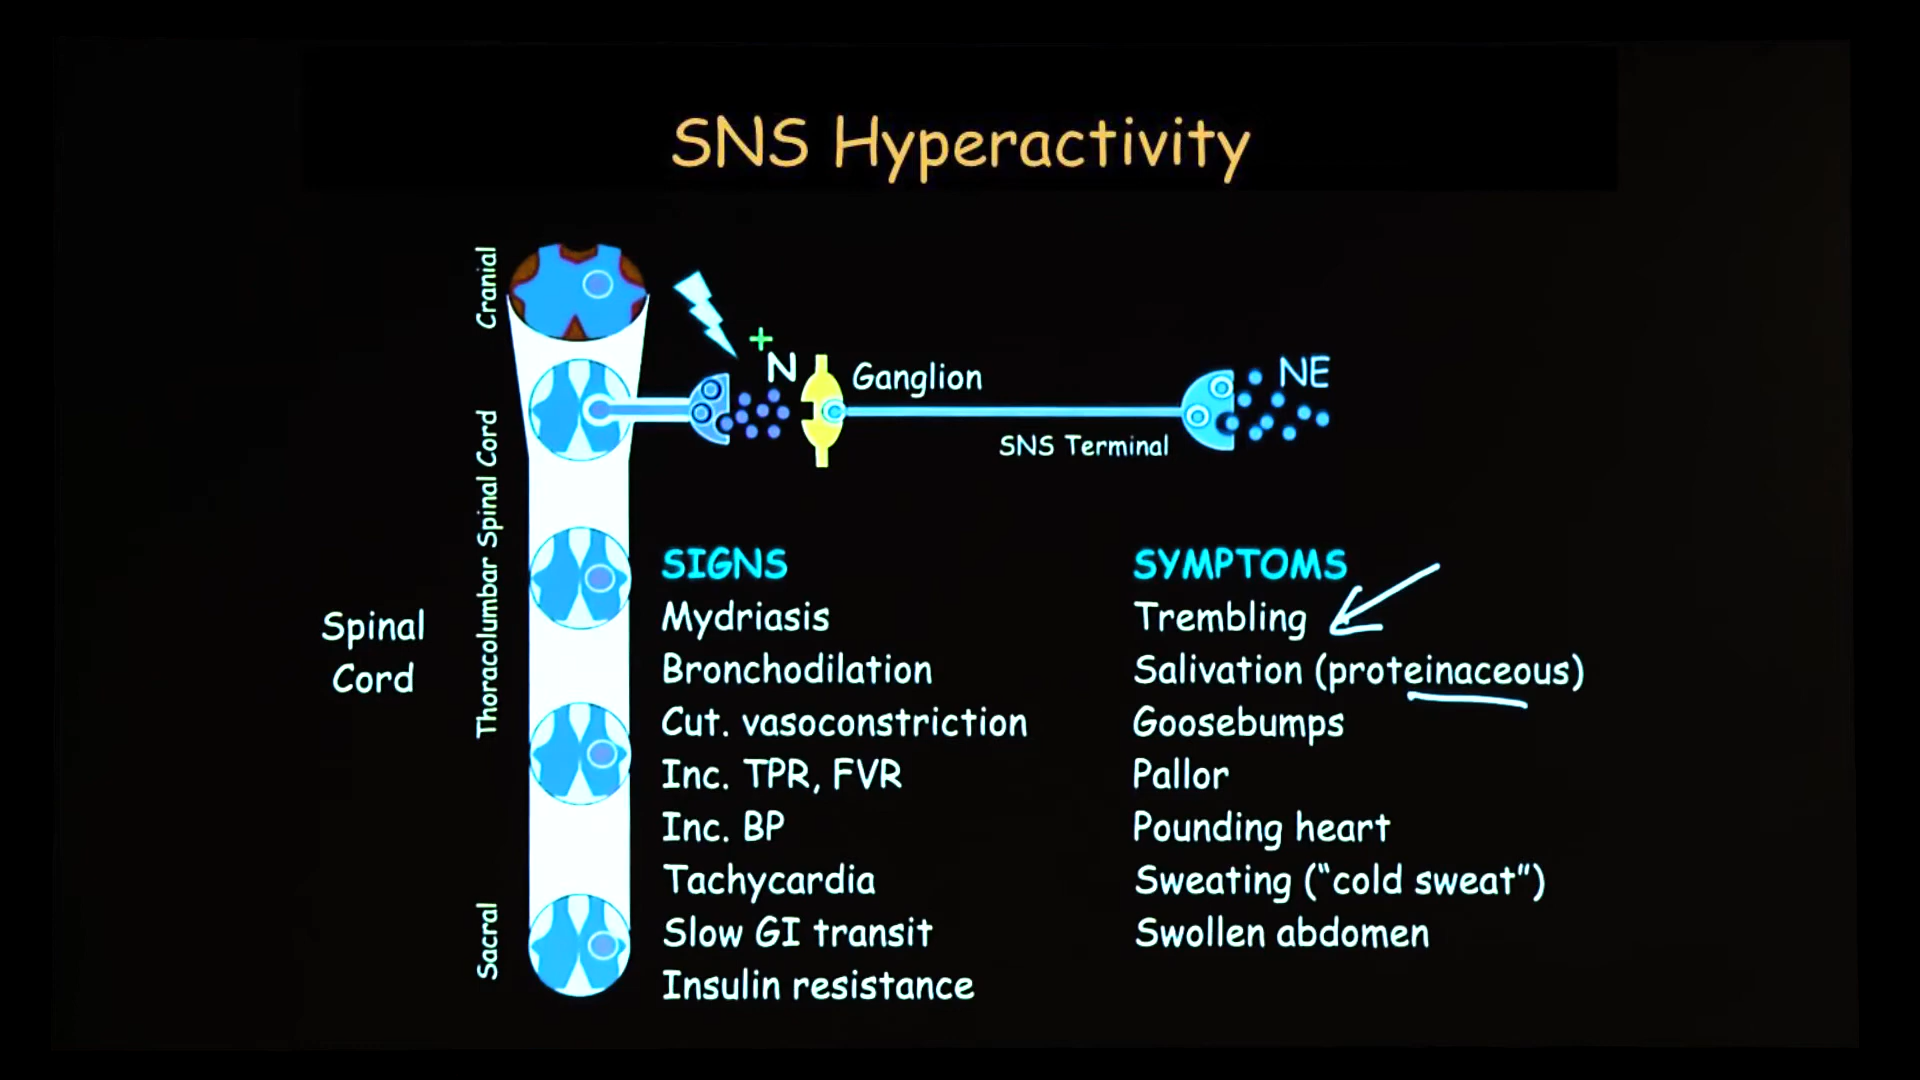 SNS Hyperactivity
Cranial
Thoracolumbar Spinal Cord
Sacral
Spinal
Cord
+
N
Ganglion
SNS Terminal
NE
SIGNS
Mydriasis
Bronchodilation
Cut. vasoconstriction
Inc. TPR, FVR
Inc. BP
Tachycardia
Slow GI transit
Insulin resistance
SYMPTOMS
Trembling
Salivation (proteinaceous)
Goosebumps
Pallor
Pounding heart
Sweating (“cold sweat”)
Swollen abdomen